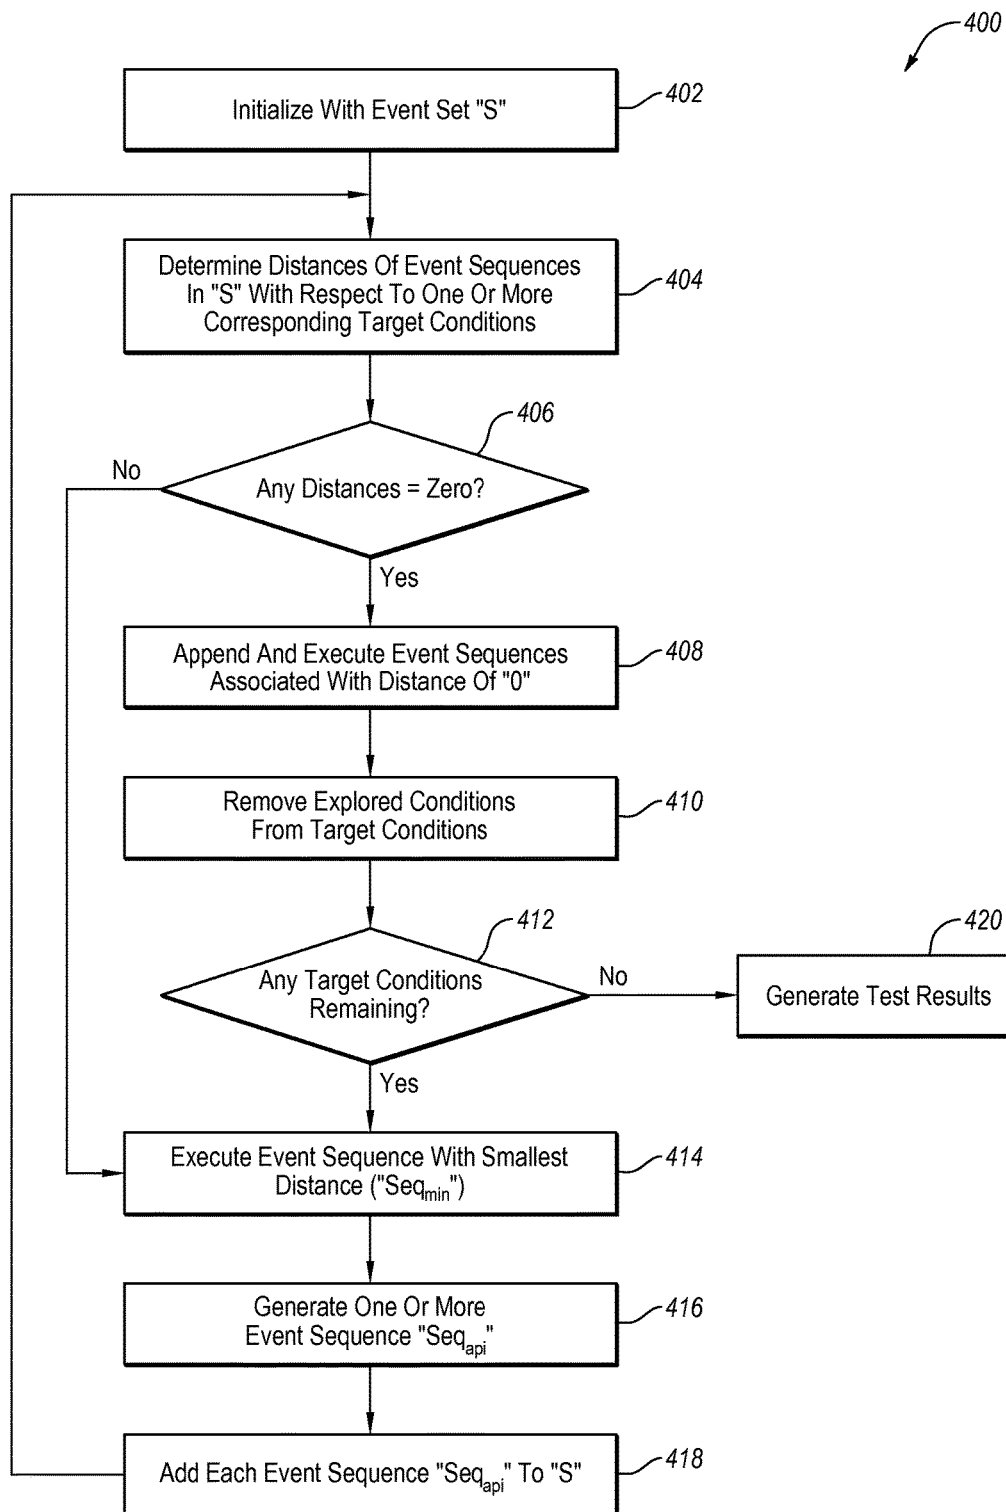 400
Initialize With Event Set "S"
402
Determine Distances Of Event Sequences
In "S" With Respect To One Or More
Corresponding Target Conditions
404
406
Any Distances = Zero?
No
Yes
Append And Execute Event Sequences
Associated With Distance Of "0"
408
Remove Explored Conditions
From Target Conditions
410
412
Any Target Conditions
Remaining?
No
420
Generate Test Results
Yes
Execute Event Sequence With Smallest
Distance ("Seqmin")
414
Generate One Or More
Event Sequence "Seqapi"
416
Add Each Event Sequence "Seqapi" To "S"
418